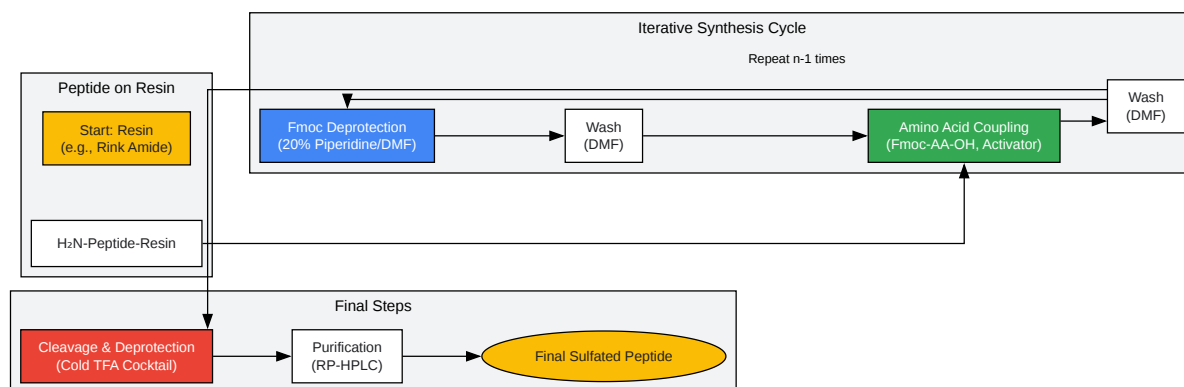 Iterative Synthesis Cycle
Repeat n-1 times
Peptide on Resin
Start: Resin
(e.g., Rink Amide)
H₂N-Peptide-Resin
Fmoc Deprotection
(20% Piperidine/DMF)
Wash
(DMF)
Amino Acid Coupling
(Fmoc-AA-OH, Activator)
Wash
(DMF)
Final Steps
Cleavage & Deprotection
(Cold TFA Cocktail)
Purification
(RP-HPLC)
Final Sulfated Peptide